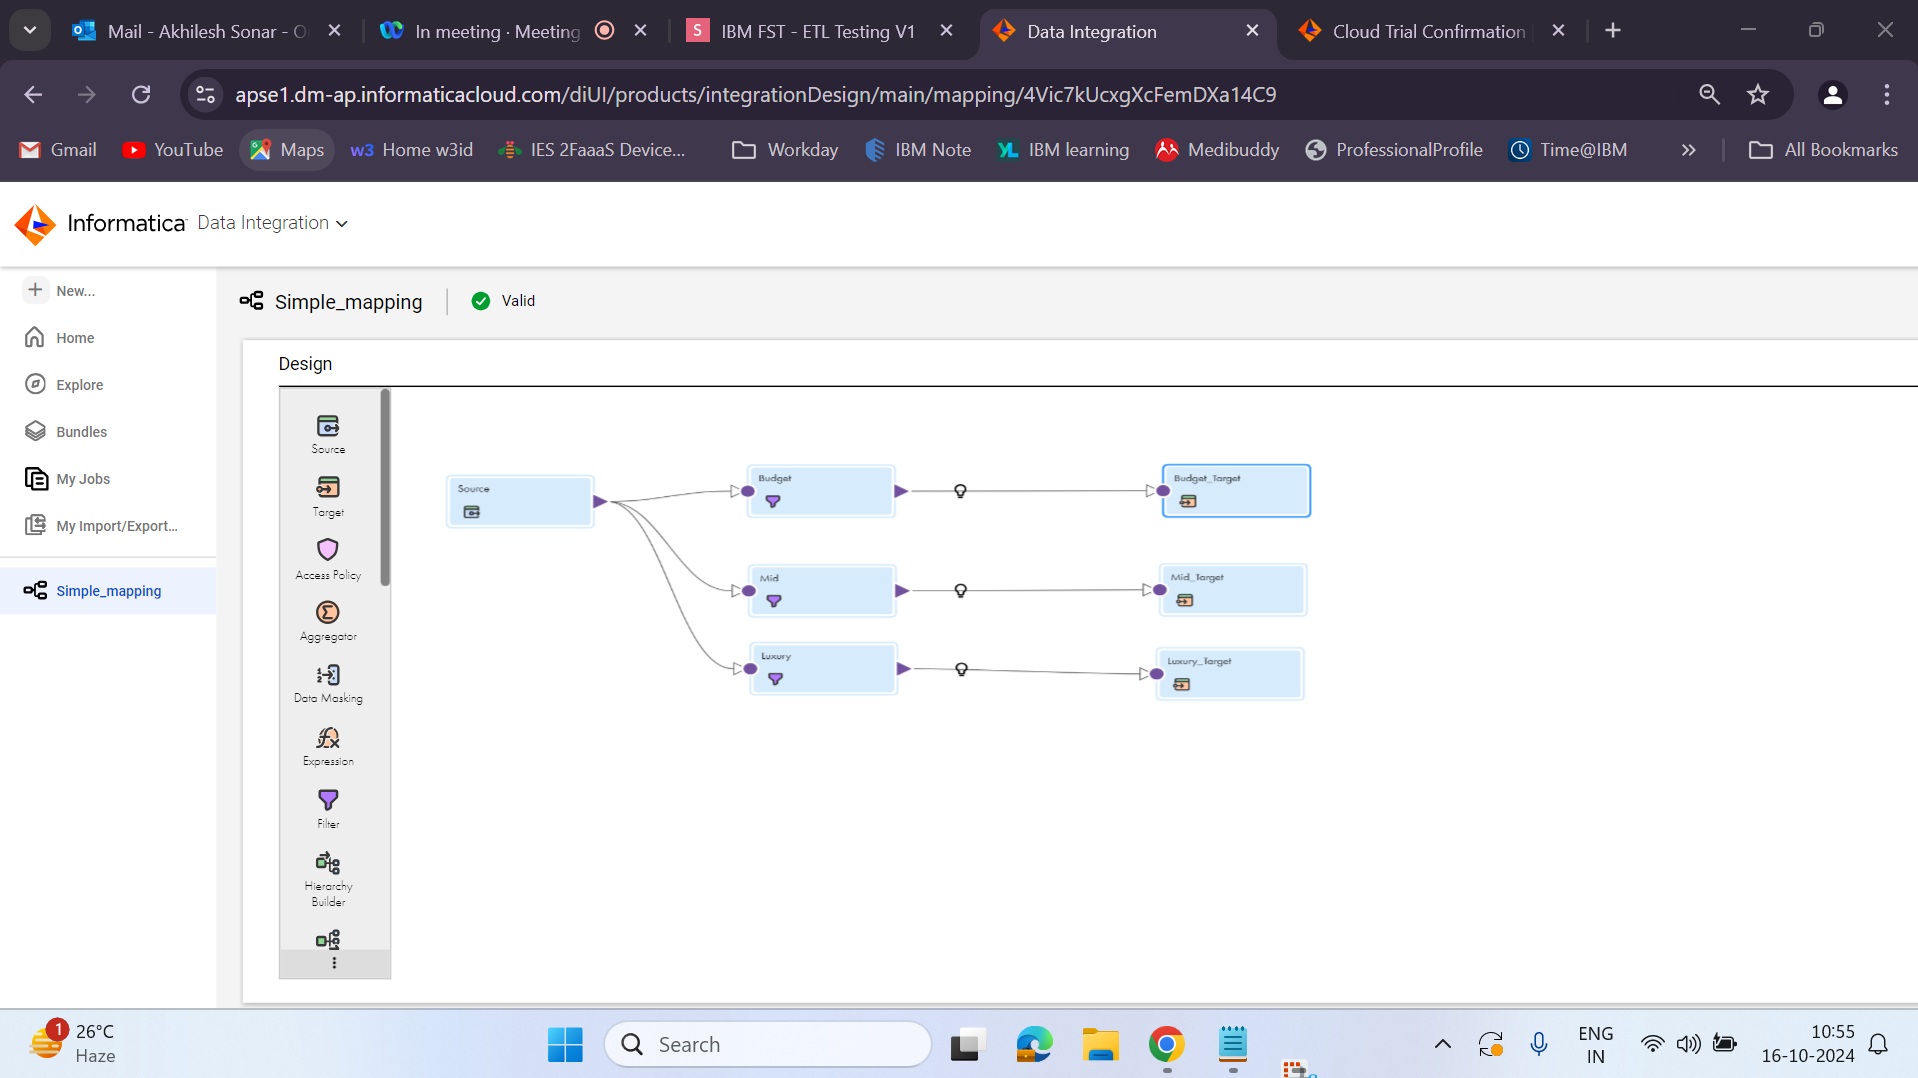 Mail - Akhilesh Sonar - O
In meeting · Meeting
IBM FST - ETL Testing V1
Data Integration
Cloud Trial Confirmation
apse1.dm-ap.informaticacloud.com/diUI/products/integrationDesign/main/mapping/4Vic7kUcxgXcFemDXa14C9
Gmail
YouTube
Maps
w3 Home w3id
IES 2FaaaS Device...
Workday
IBM Note
YL IBM learning
Medibuddy
ProfessionalProfile
Time@IBM
All Bookmarks
Informatica Data Integration
New...
Home
Explore
Bundles
My Jobs
My Import/Export...
Simple_mapping
Simple_mapping
Valid
Design
Source
Target
Access Policy
Aggregator
Data Masking
Expression
Filter
Hierarchy
Builder
Source
Budget
Budget_Target
Mid
Mid_Target
Luxury
Luxury_Target
1
26°C
Haze
Search
ENG
IN
10:55
16-10-2024